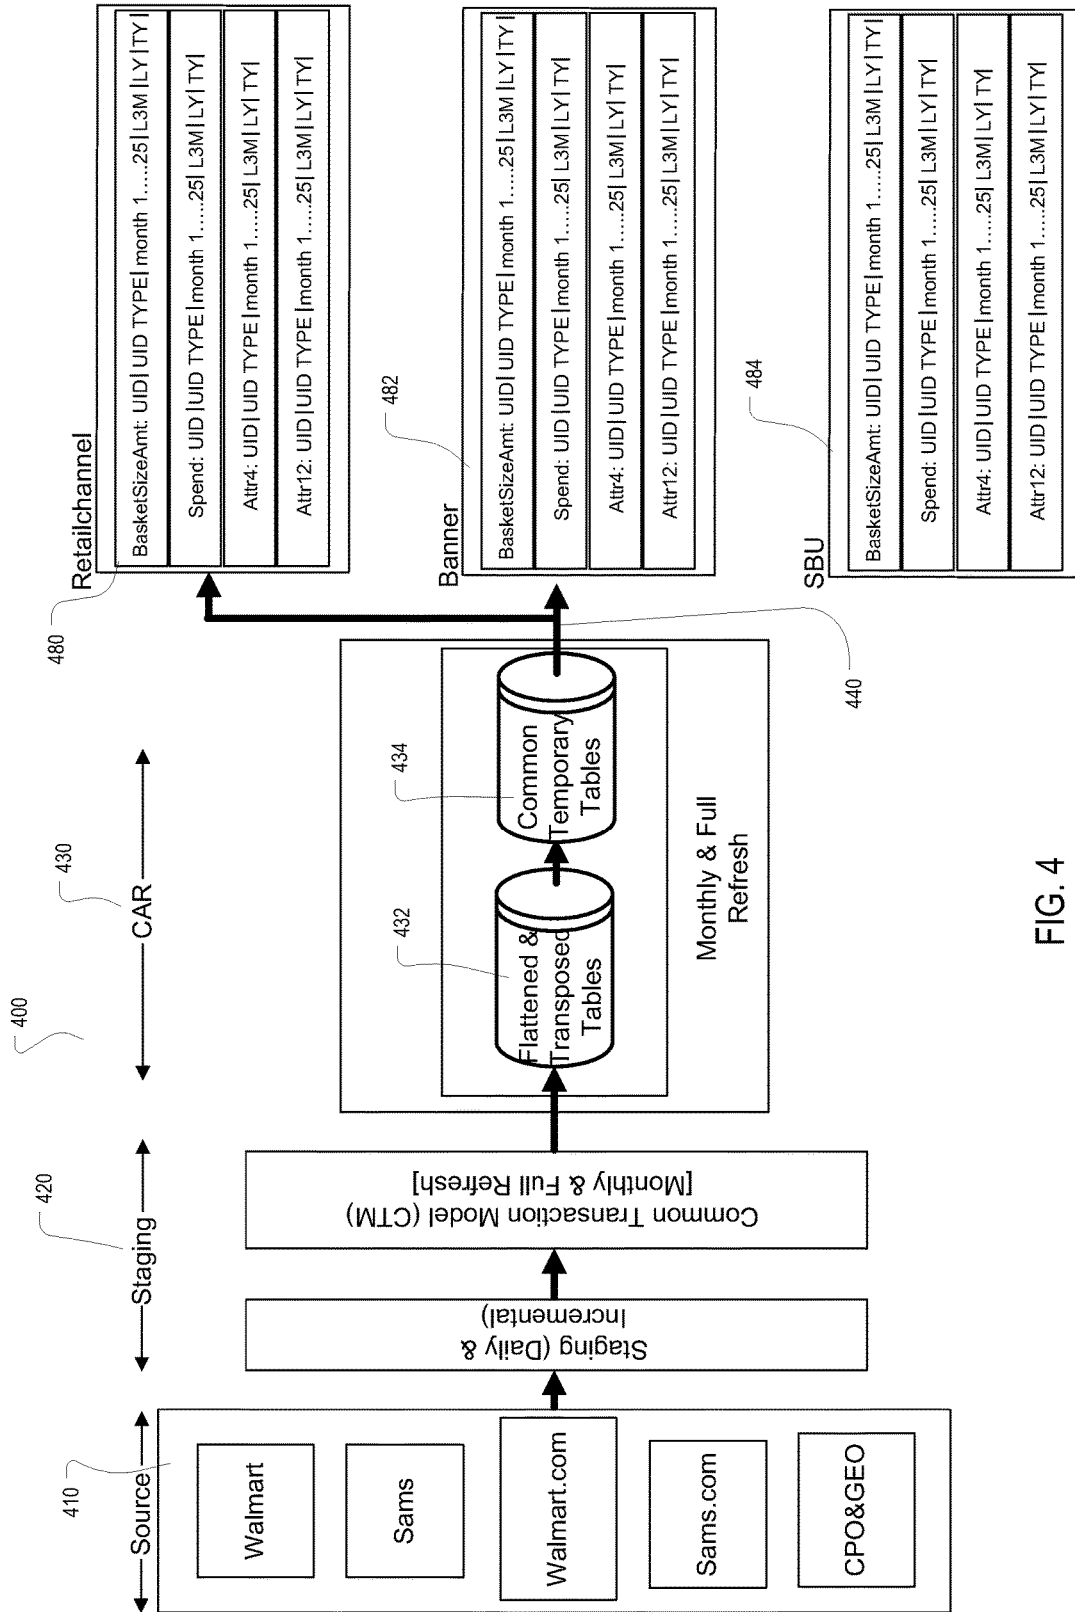 400
Source
410
Walmart
Sams
Walmart.com
Sams.com
CPO&GEO
Staging
420
Staging (Daily &
Incremental)
Common Transaction Model (CTM)
[Monthly & Full Refresh]
CAR
430
432
Flattened &
Transposed
Tables
434
Common
Temporary
Tables
Monthly & Full
Refresh
440
480
Retailchannel
BasketSizeAmt: UID| UID TYPE|month 1.....25| L3M|LY|TY|
Spend: UID|UID TYPE|month 1.....25| L3M|LY|TY|
Attr4: UID|UID TYPE|month 1.....25| L3M|LY|TY|
Attr12: UID|UID TYPE|month 1.....25| L3M|LY|TY|
482
Banner
BasketSizeAmt: UID| UID TYPE|month 1.....25| L3M|LY|TY|
Spend: UID|UID TYPE|month 1.....25| L3M|LY|TY|
Attr4: UID|UID TYPE|month 1.....25| L3M|LY|TY|
Attr12: UID|UID TYPE|month 1.....25| L3M|LY|TY|
484
SBU
BasketSizeAmt: UID| UID TYPE|month 1.....25| L3M|LY|TY|
Spend: UID|UID TYPE|month 1.....25| L3M|LY|TY|
Attr4: UID|UID TYPE|month 1.....25| L3M|LY|TY|
Attr12: UID|UID TYPE|month 1.....25| L3M|LY|TY|
FIG. 4